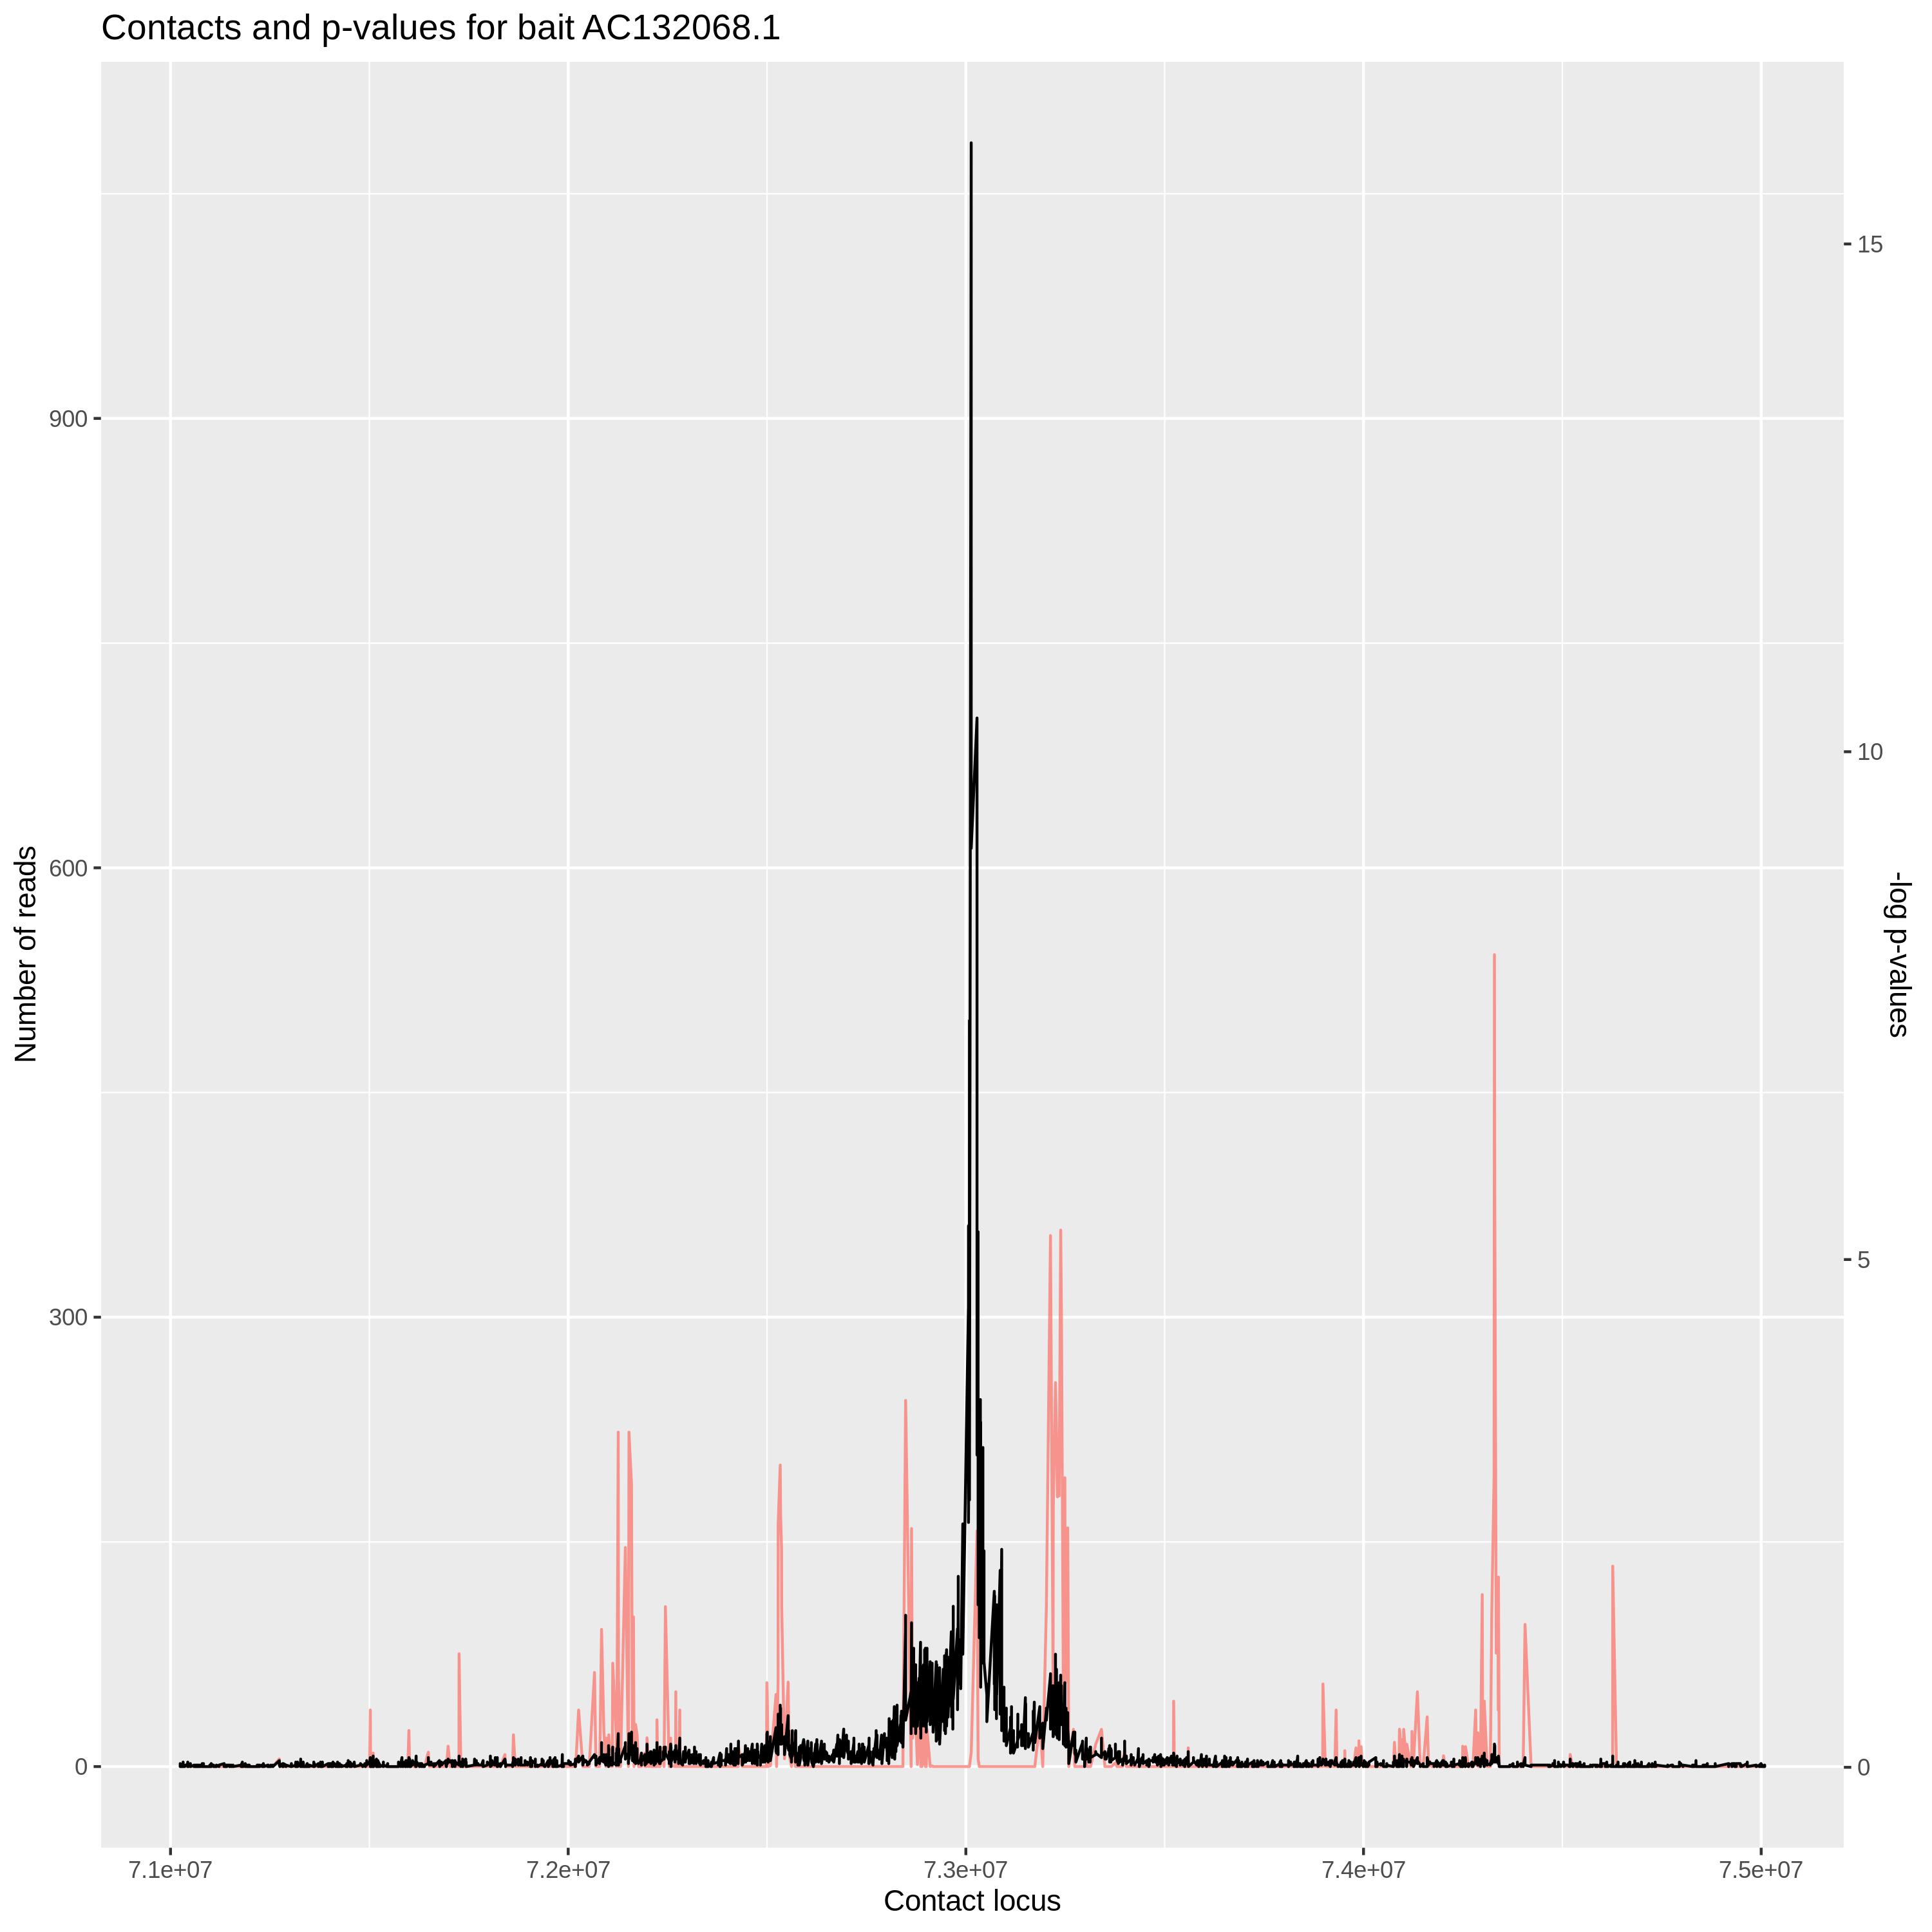 Contacts and p-values for bait AC132068.1
900
600
300
0
Number of reads
15
10
5
0
-log p-values
7.1e+07
7.2e+07
7.3e+07
7.4e+07
7.5e+07
Contact locus